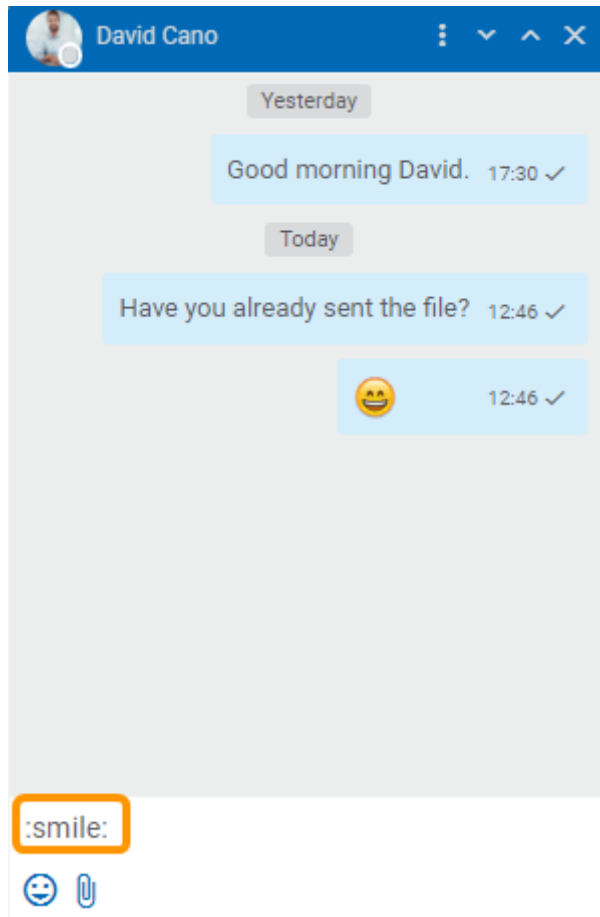 David Cano
Yesterday
Good morning David. 17:30
Today
Have you already sent the file? 12:46
😄 12:46
:smile: